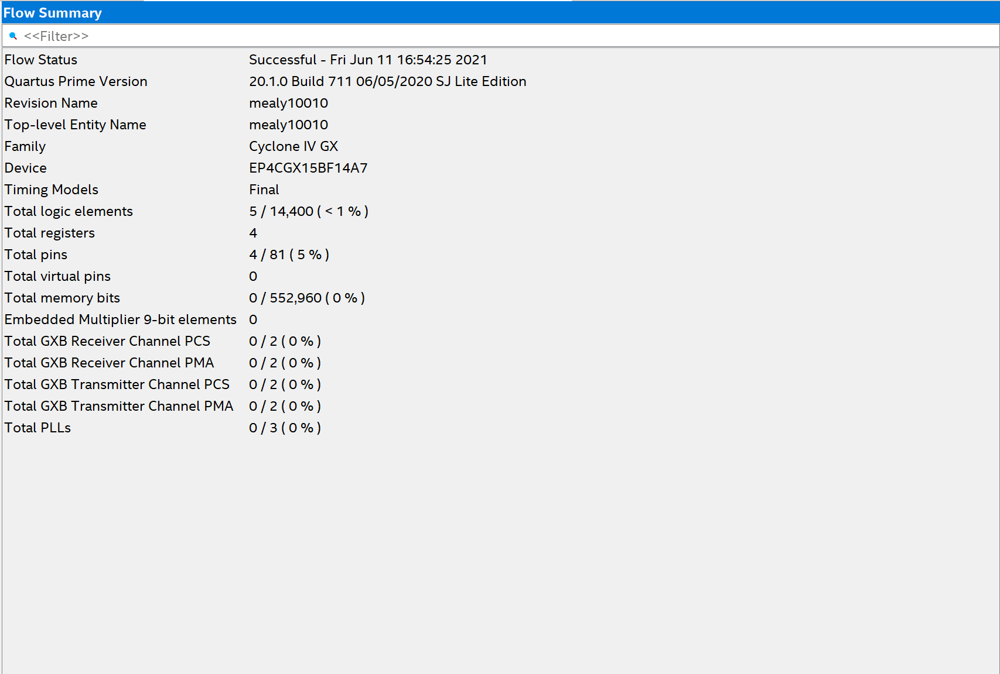 Flow Summary
<<Filter>>
Flow Status Successful - Fri Jun 11 16:54:25 2021
Quartus Prime Version 20.1.0 Build 711 06/05/2020 SJ Lite Edition
Revision Name mealy10010
Top-level Entity Name mealy10010
Family Cyclone IV GX
Device EP4CGX15BF14A7
Timing Models Final
Total logic elements 5 / 14,400 ( < 1 % )
Total registers 4
Total pins 4 / 81 ( 5 % )
Total virtual pins 0
Total memory bits 0 / 552,960 ( 0 % )
Embedded Multiplier 9-bit elements 0
Total GXB Receiver Channel PCS 0 / 2 ( 0 % )
Total GXB Receiver Channel PMA 0 / 2 ( 0 % )
Total GXB Transmitter Channel PCS 0 / 2 ( 0 % )
Total GXB Transmitter Channel PMA 0 / 2 ( 0 % )
Total PLLs 0 / 3 ( 0 % )